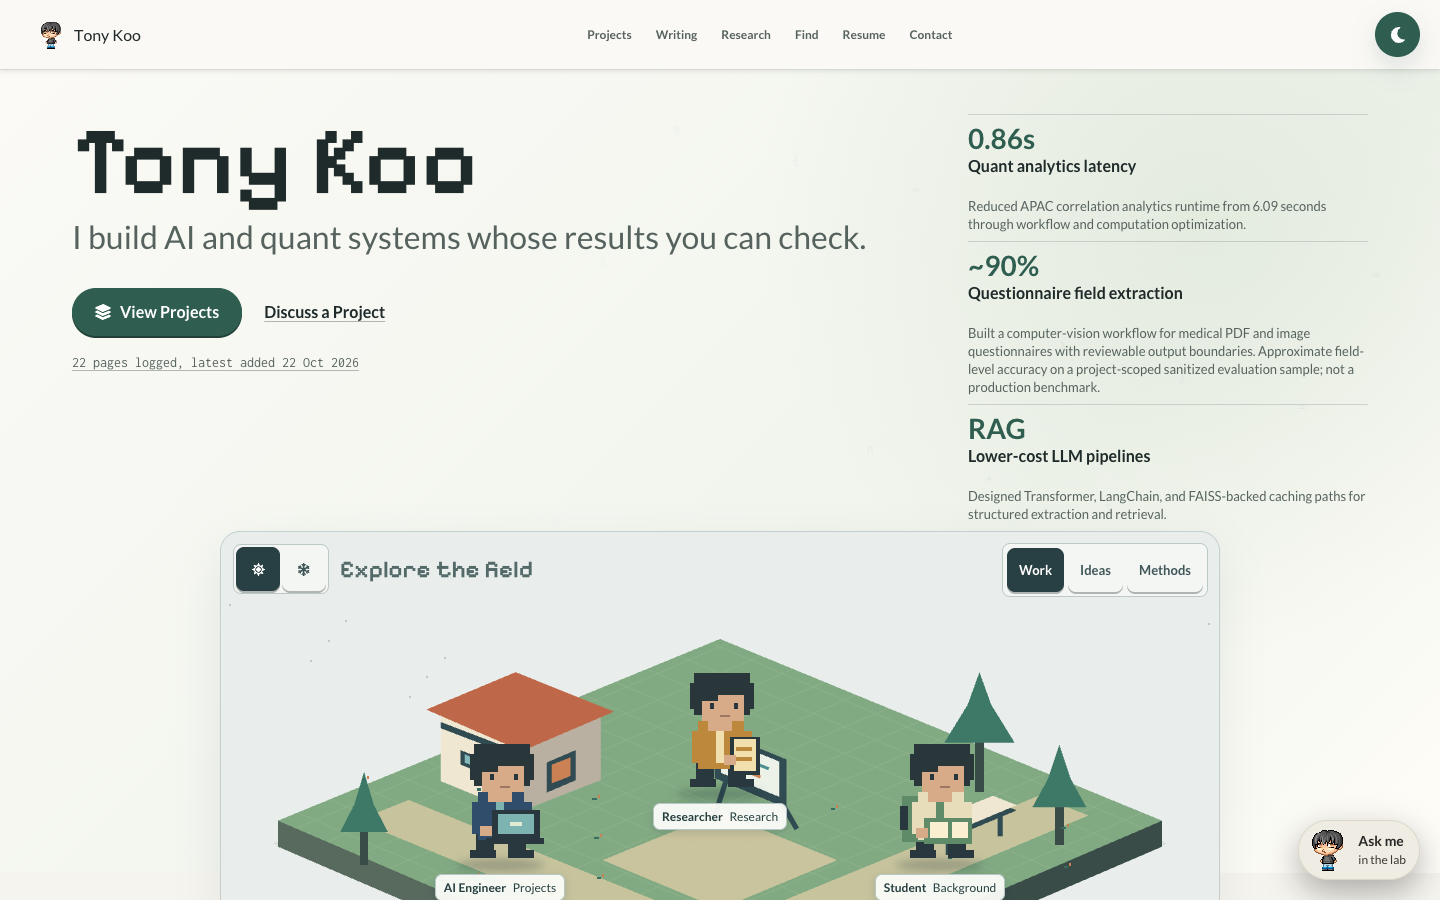 Tony Koo
Projects
Writing
Research
Find
Resume
Contact
Tony Koo
I build AI and quant systems whose results you can check.
View Projects
Discuss a Project
22 pages logged, latest added 22 Oct 2026
0.86s
Quant analytics latency
Reduced APAC correlation analytics runtime from 6.09 seconds
through workflow and computation optimization.
~90%
Questionnaire field extraction
Built a computer-vision workflow for medical PDF and image
questionnaires with reviewable output boundaries. Approximate field-
level accuracy on a project-scoped sanitized evaluation sample; not a
production benchmark.
RAG
Lower-cost LLM pipelines
Designed Transformer, LangChain, and FAISS-backed caching paths for
structured extraction and retrieval.
Explore the field
Work
Ideas
Methods
Researcher Research
AI Engineer Projects
Student Background
Ask me
in the lab